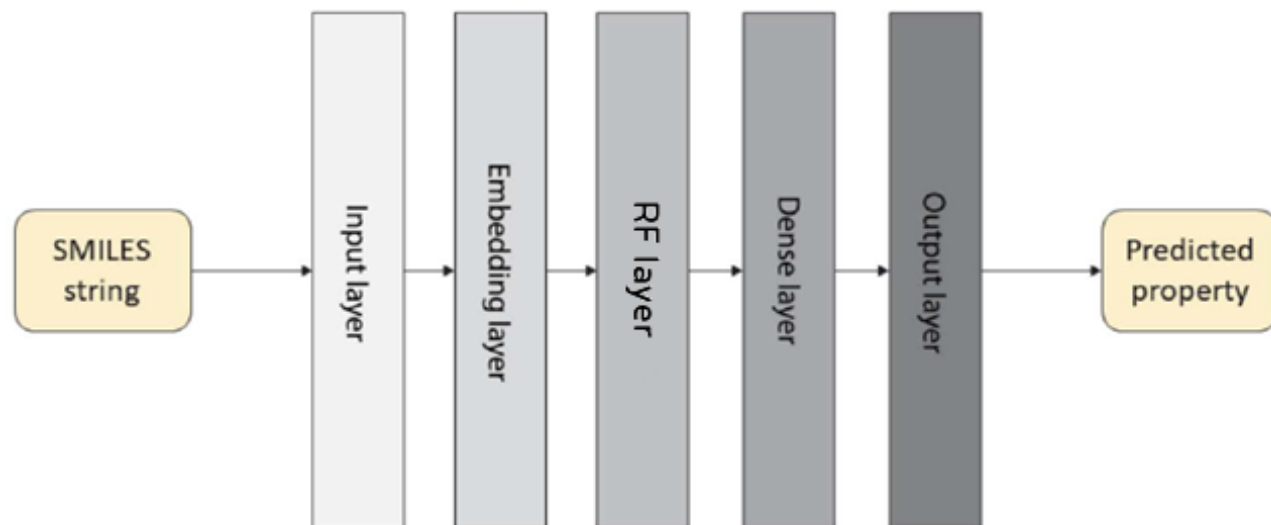 SMILES
string
Input layer
Embedding layer
RF layer
Dense layer
Output layer
Predicted
property